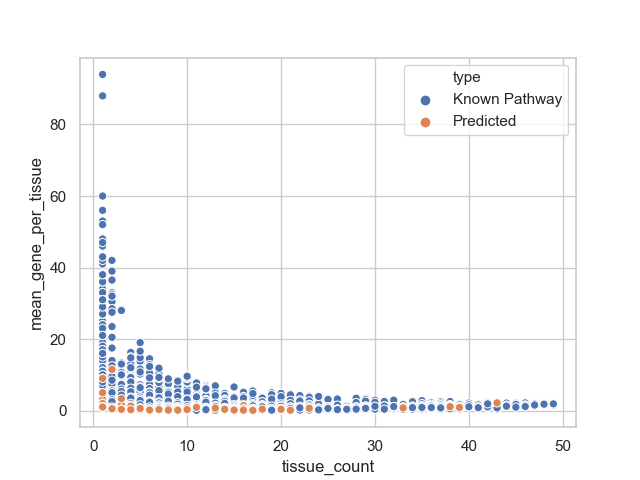 type
Known Pathway
Predicted
mean_gene_per_tissue
80
60
40
20
0
0 10 20 30 40 50
tissue_count